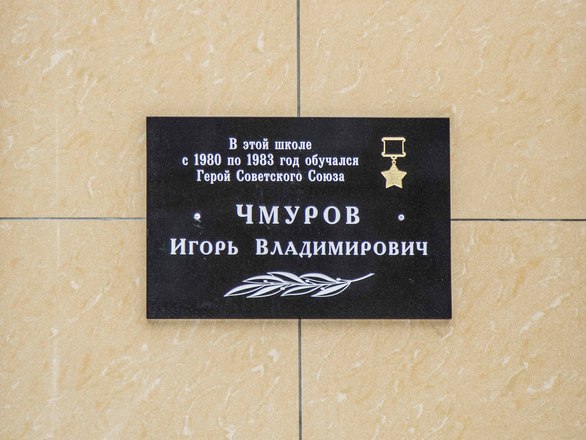 В этой школе
с 1980 по 1983 год обучался
Герой Советского Союза
ЧМУРОВ
ИГОРЬ ВЛАДИМИРОВИЧ